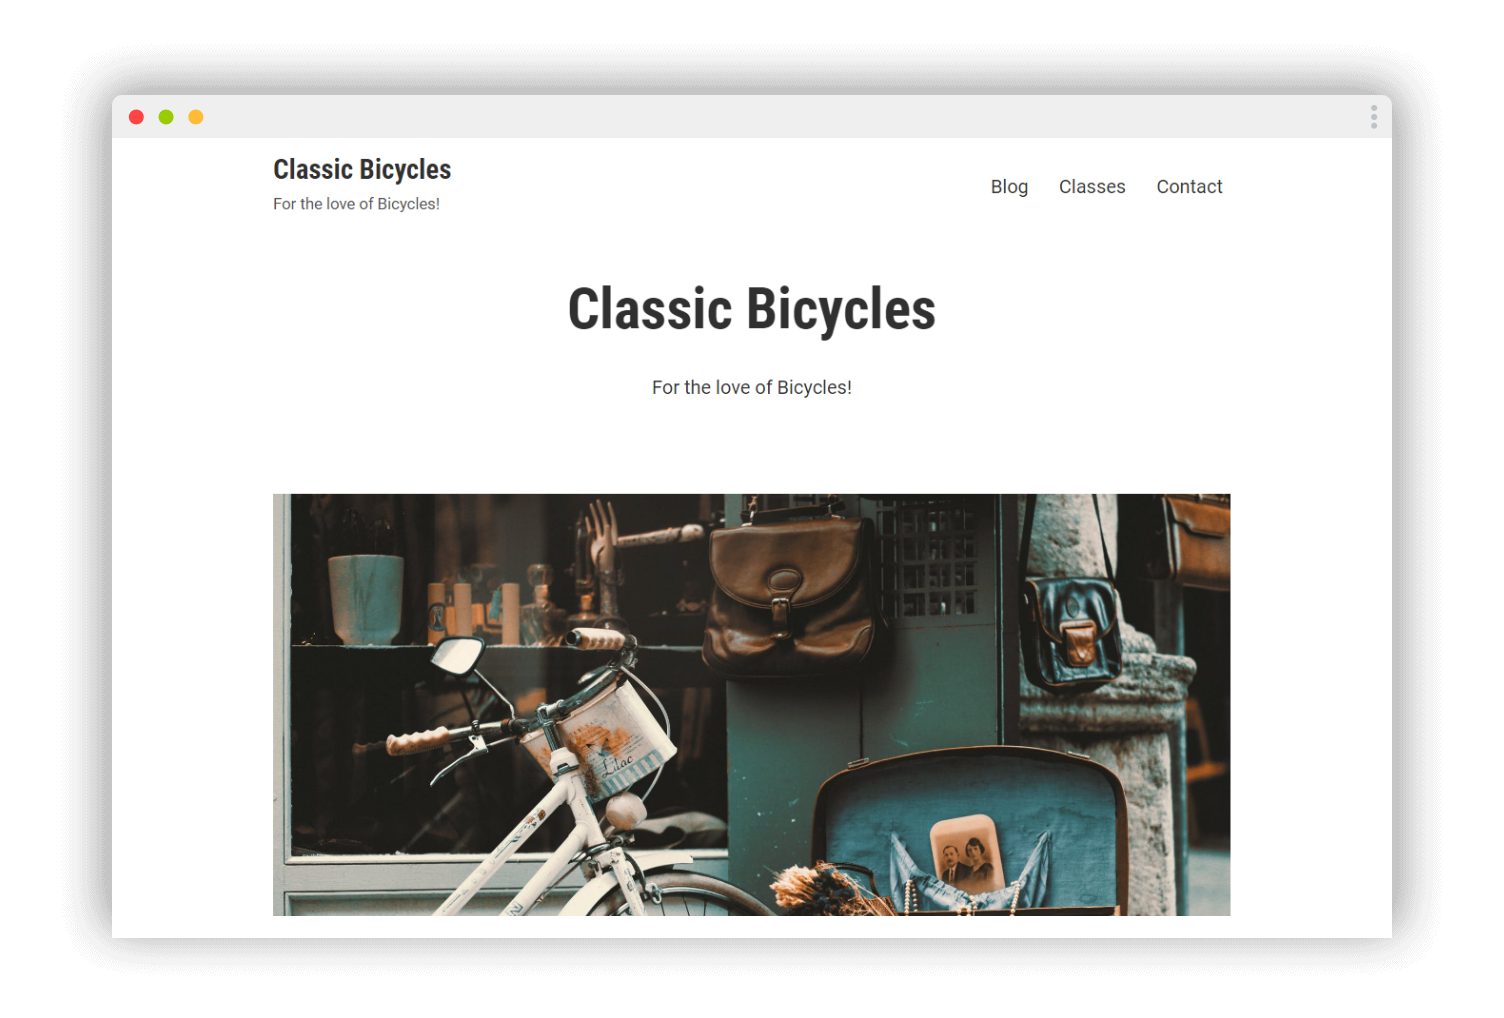 Classic Bicycles
For the love of Bicycles!
Blog Classes Contact
Classic Bicycles
For the love of Bicycles!
Lilac